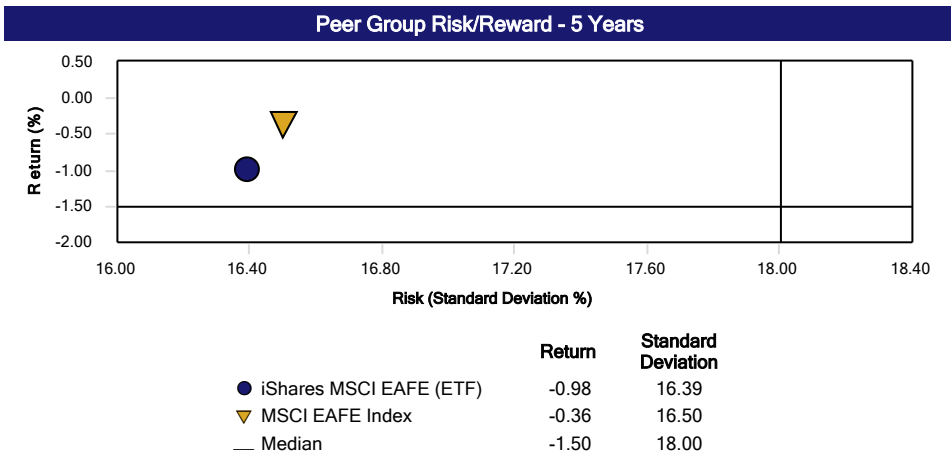 Peer Group Risk/Reward - 5 Years
0.50
0.00
-0.50
-1.00
-1.50
-2.00
R eturn (%)
16.00 16.40 16.80 17.20 17.60 18.00 18.40
Risk (Standard Deviation %)
Return Standard Deviation
iShares MSCI EAFE (ETF) -0.98 16.39
MSCI EAFE Index -0.36 16.50
Median -1.50 18.00